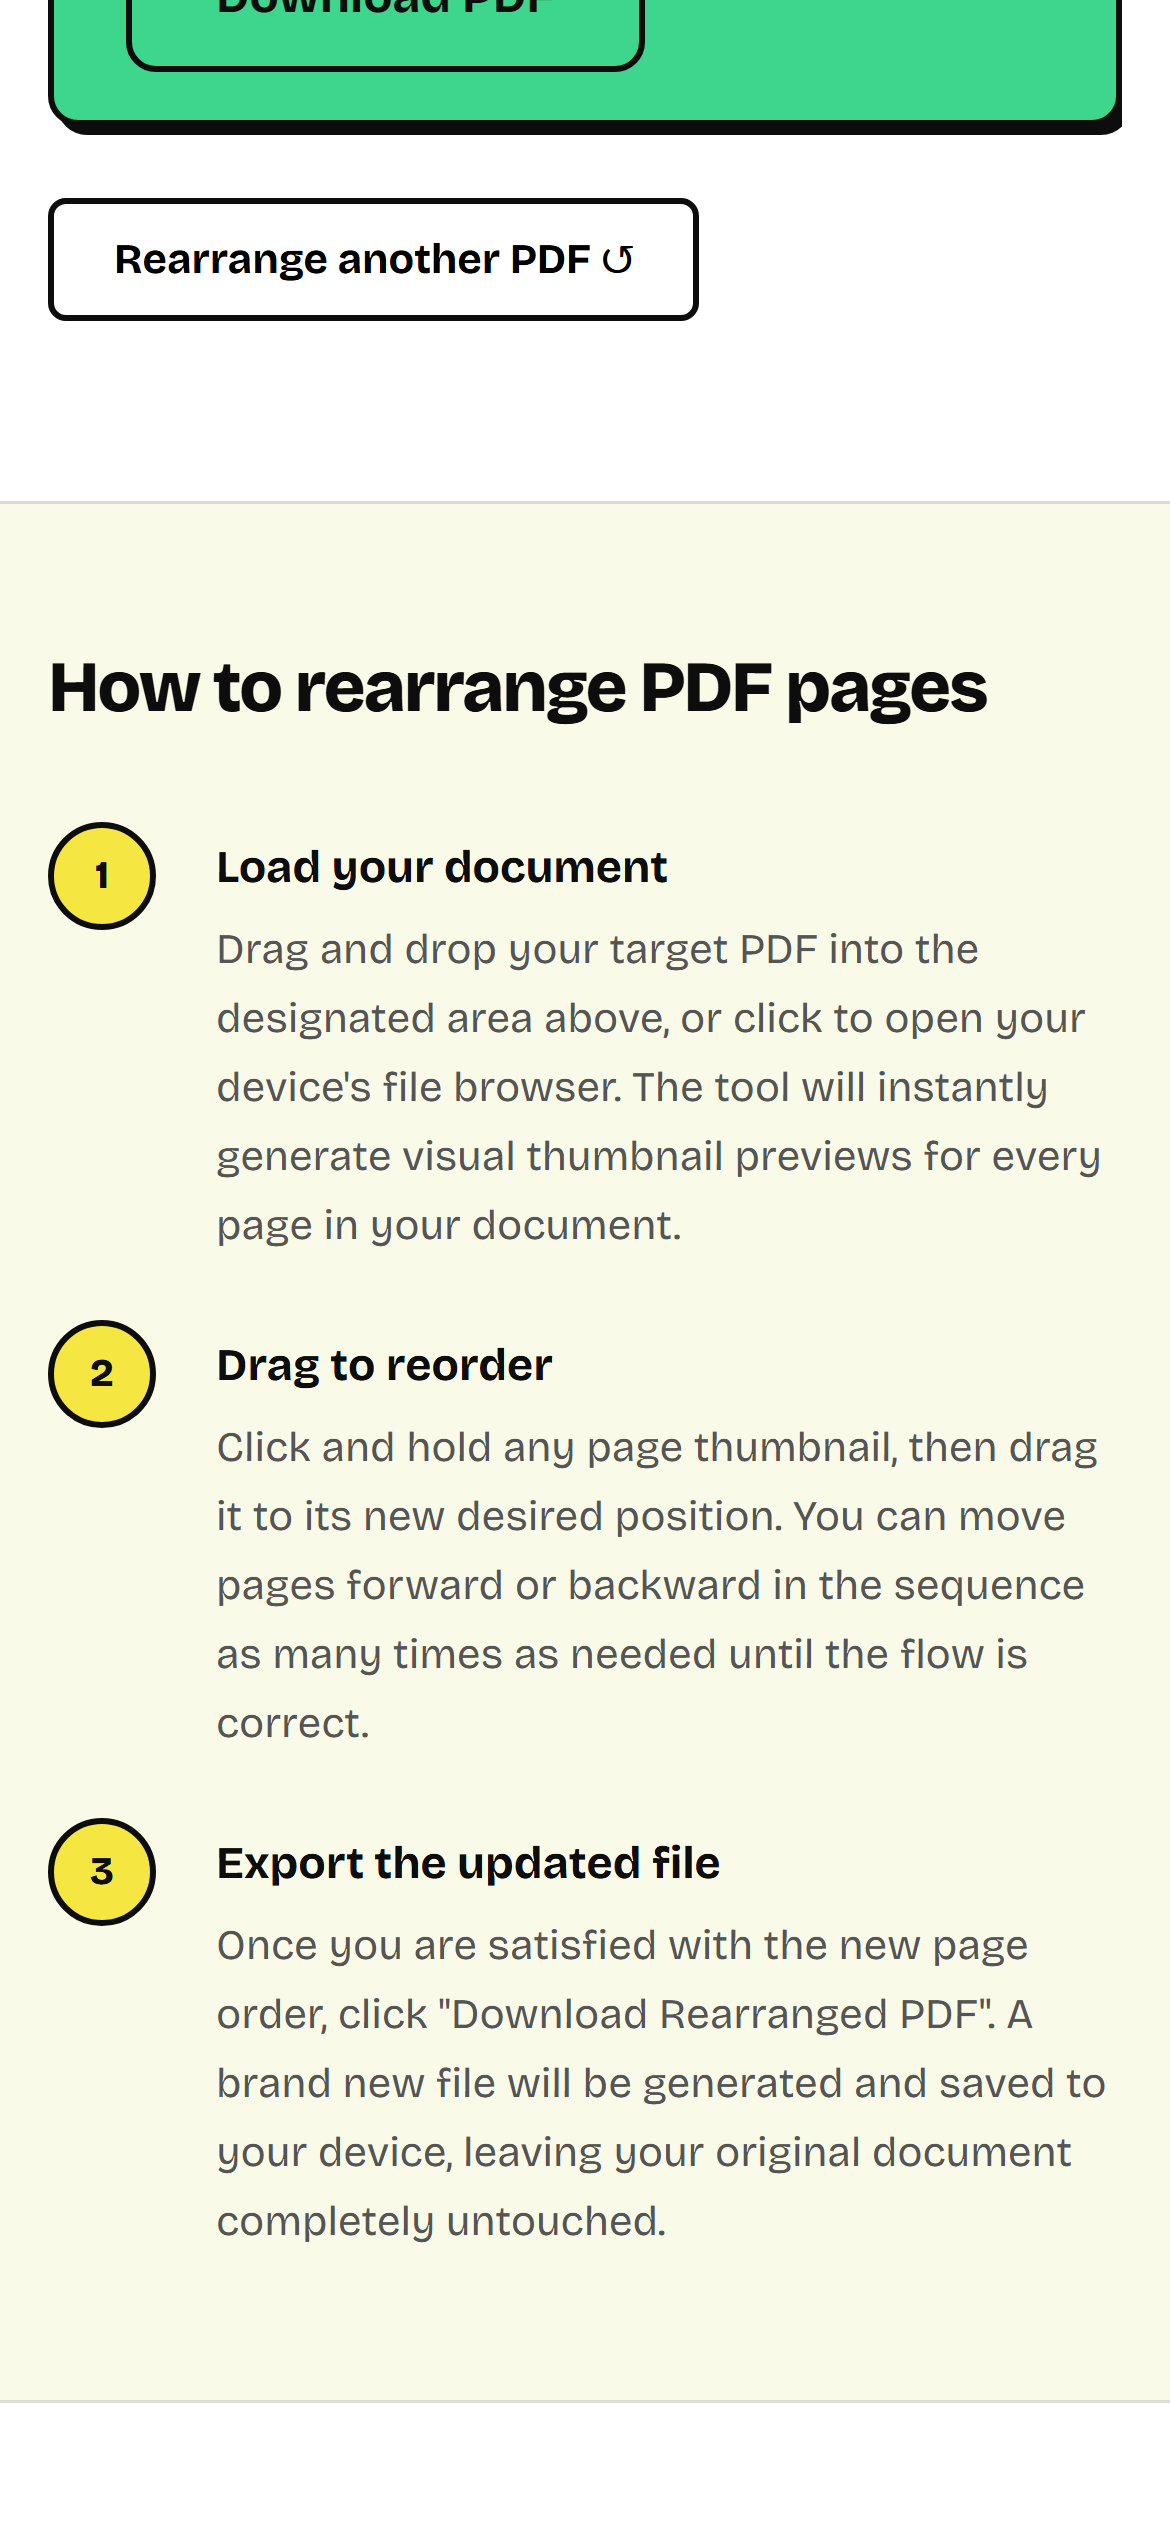 Download PDF
Rearrange another PDF ↺
How to rearrange PDF pages
1
Load your document
Drag and drop your target PDF into the
designated area above, or click to open your
device's file browser. The tool will instantly
generate visual thumbnail previews for every
page in your document.
2
Drag to reorder
Click and hold any page thumbnail, then drag
it to its new desired position. You can move
pages forward or backward in the sequence
as many times as needed until the flow is
correct.
3
Export the updated file
Once you are satisfied with the new page
order, click "Download Rearranged PDF". A
brand new file will be generated and saved to
your device, leaving your original document
completely untouched.